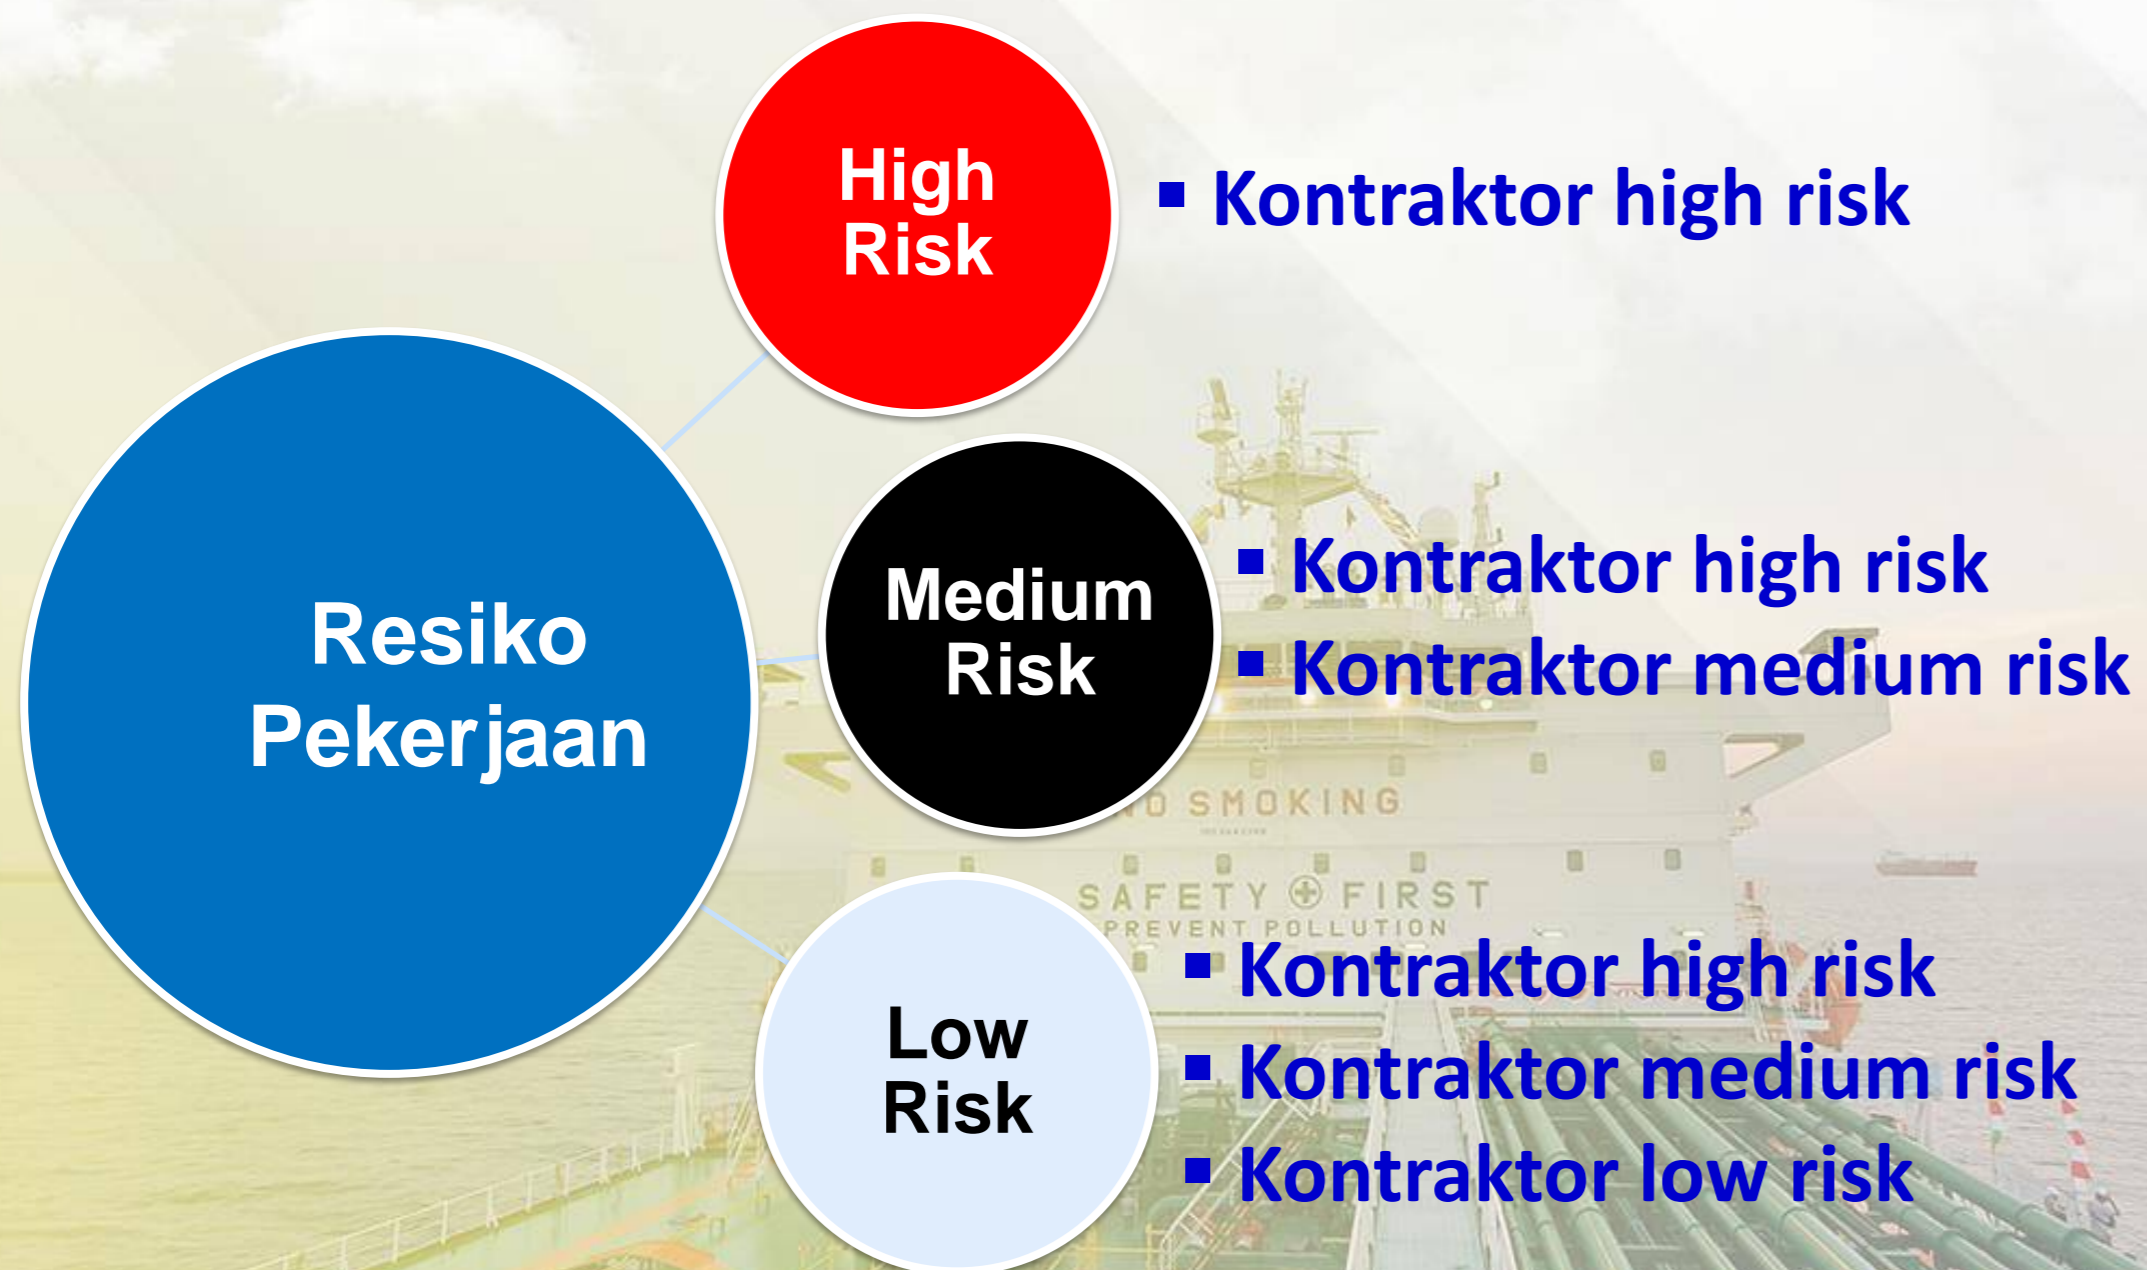 High
Risk
▪ Kontraktor high risk
Resiko
Pekerjaan
Medium
Risk
▪ Kontraktor high risk
▪ Kontraktor medium risk
NO SMOKING
SAFETY FIRST
PREVENT POLLUTION
Low
Risk
▪ Kontraktor high risk
▪ Kontraktor medium risk
▪ Kontraktor low risk